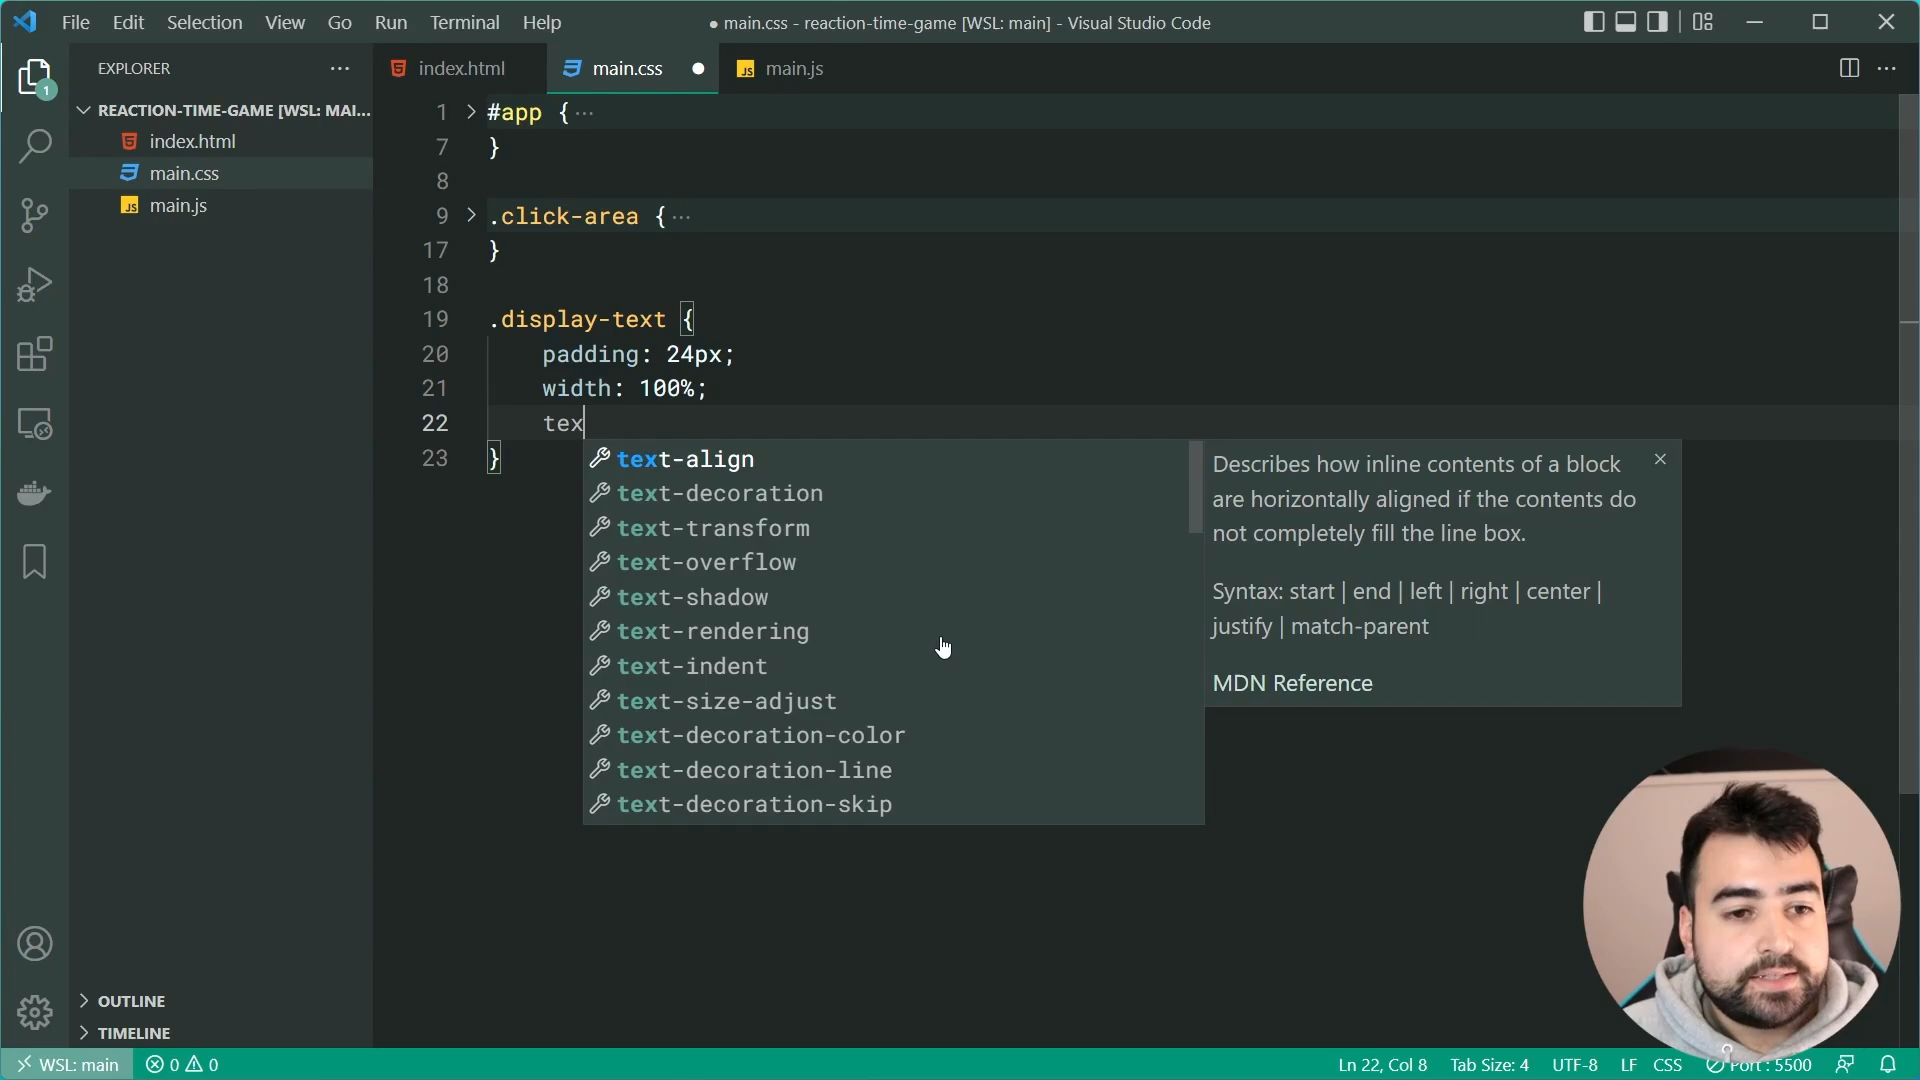 File Edit Selection View Go Run Terminal Help
● main.css - reaction-time-game [WSL: main] - Visual Studio Code
EXPLORER
REACTION-TIME-GAME [WSL: MAI...
index.html
main.css
main.js
OUTLINE
TIMELINE
1
index.html
main.css
JS main.js
1 #app { ...
7 }
8
9 .click-area { ...
17 }
18
19 .display-text {
20 padding: 24px;
21 width: 100%;
22 tex
23 }
text-align
text-decoration
text-transform
text-overflow
text-shadow
text-rendering
text-indent
text-size-adjust
text-decoration-color
text-decoration-line
text-decoration-skip
Describes how inline contents of a block
are horizontally aligned if the contents do
not completely fill the line box.
Syntax: start | end | left | right | center |
justify | match-parent
MDN Reference
WSL: main 0 0
Ln 22, Col 8 Tab Size: 4 UTF-8 LF CSS Port : 5500